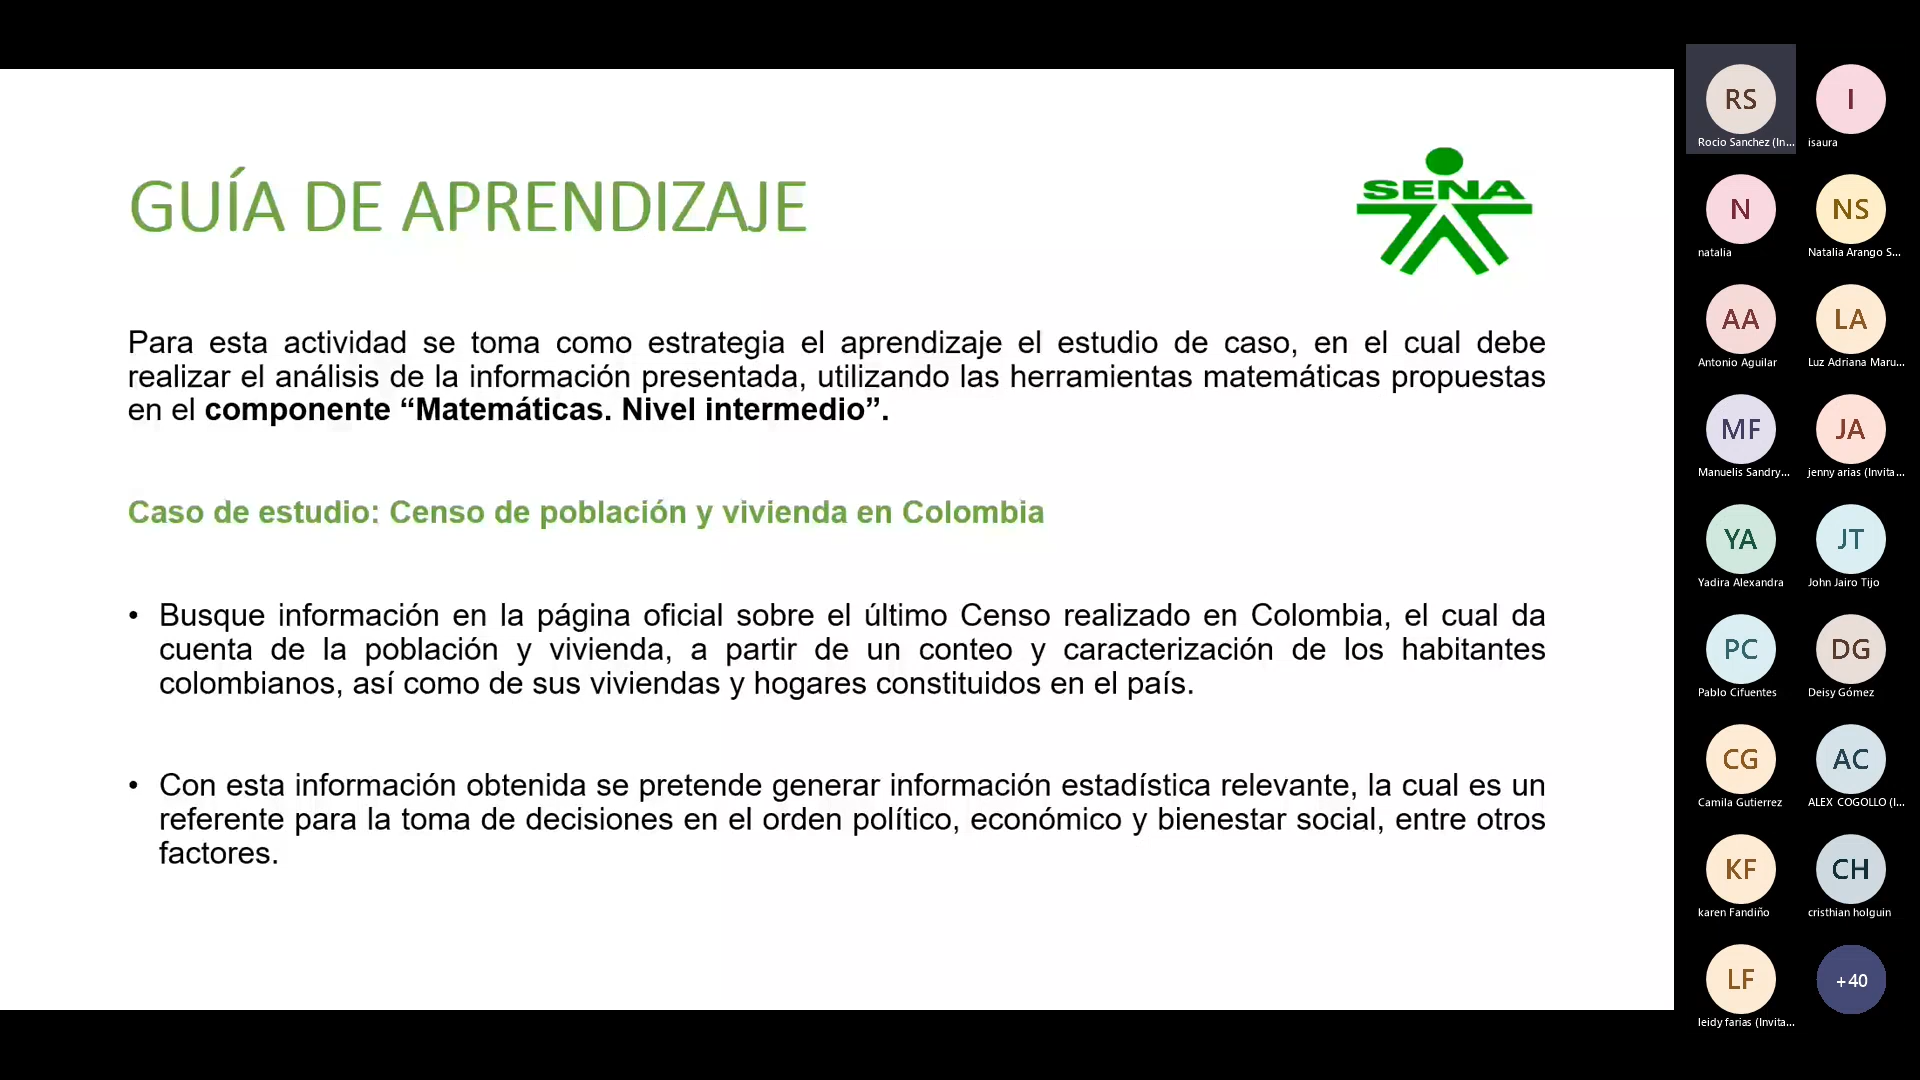 GUÍA DE APRENDIZAJE
SENA
Para esta actividad se toma como estrategia el aprendizaje el estudio de caso, en el cual debe
realizar el análisis de la información presentada, utilizando las herramientas matemáticas propuestas
en el componente “Matemáticas. Nivel intermedio”.
Caso de estudio: Censo de población y vivienda en Colombia
• Busque información en la página oficial sobre el último Censo realizado en Colombia, el cual da
cuenta de la población y vivienda, a partir de un conteo y caracterización de los habitantes
colombianos, así como de sus viviendas y hogares constituidos en el país.
• Con esta información obtenida se pretende generar información estadística relevante, la cual es un
referente para la toma de decisiones en el orden político, económico y bienestar social, entre otros
factores.
RS
Rocio Sanchez (In...
I
isaura
N
natalia
NS
Natalia Arango S...
AA
Antonio Aguilar
LA
Luz Adriana Maru...
MF
Manuelis Sandry...
JA
jenny arias (Invita...
YA
Yadira Alexandra
JT
John Jairo Tijo
PC
Pablo Cifuentes
DG
Deisy Gómez
CG
Camila Gutierrez
AC
ALEX COGOLLO (I...
KF
karen Fandiño
CH
cristhian holguin
LF
leidy farias (Invita...
+40